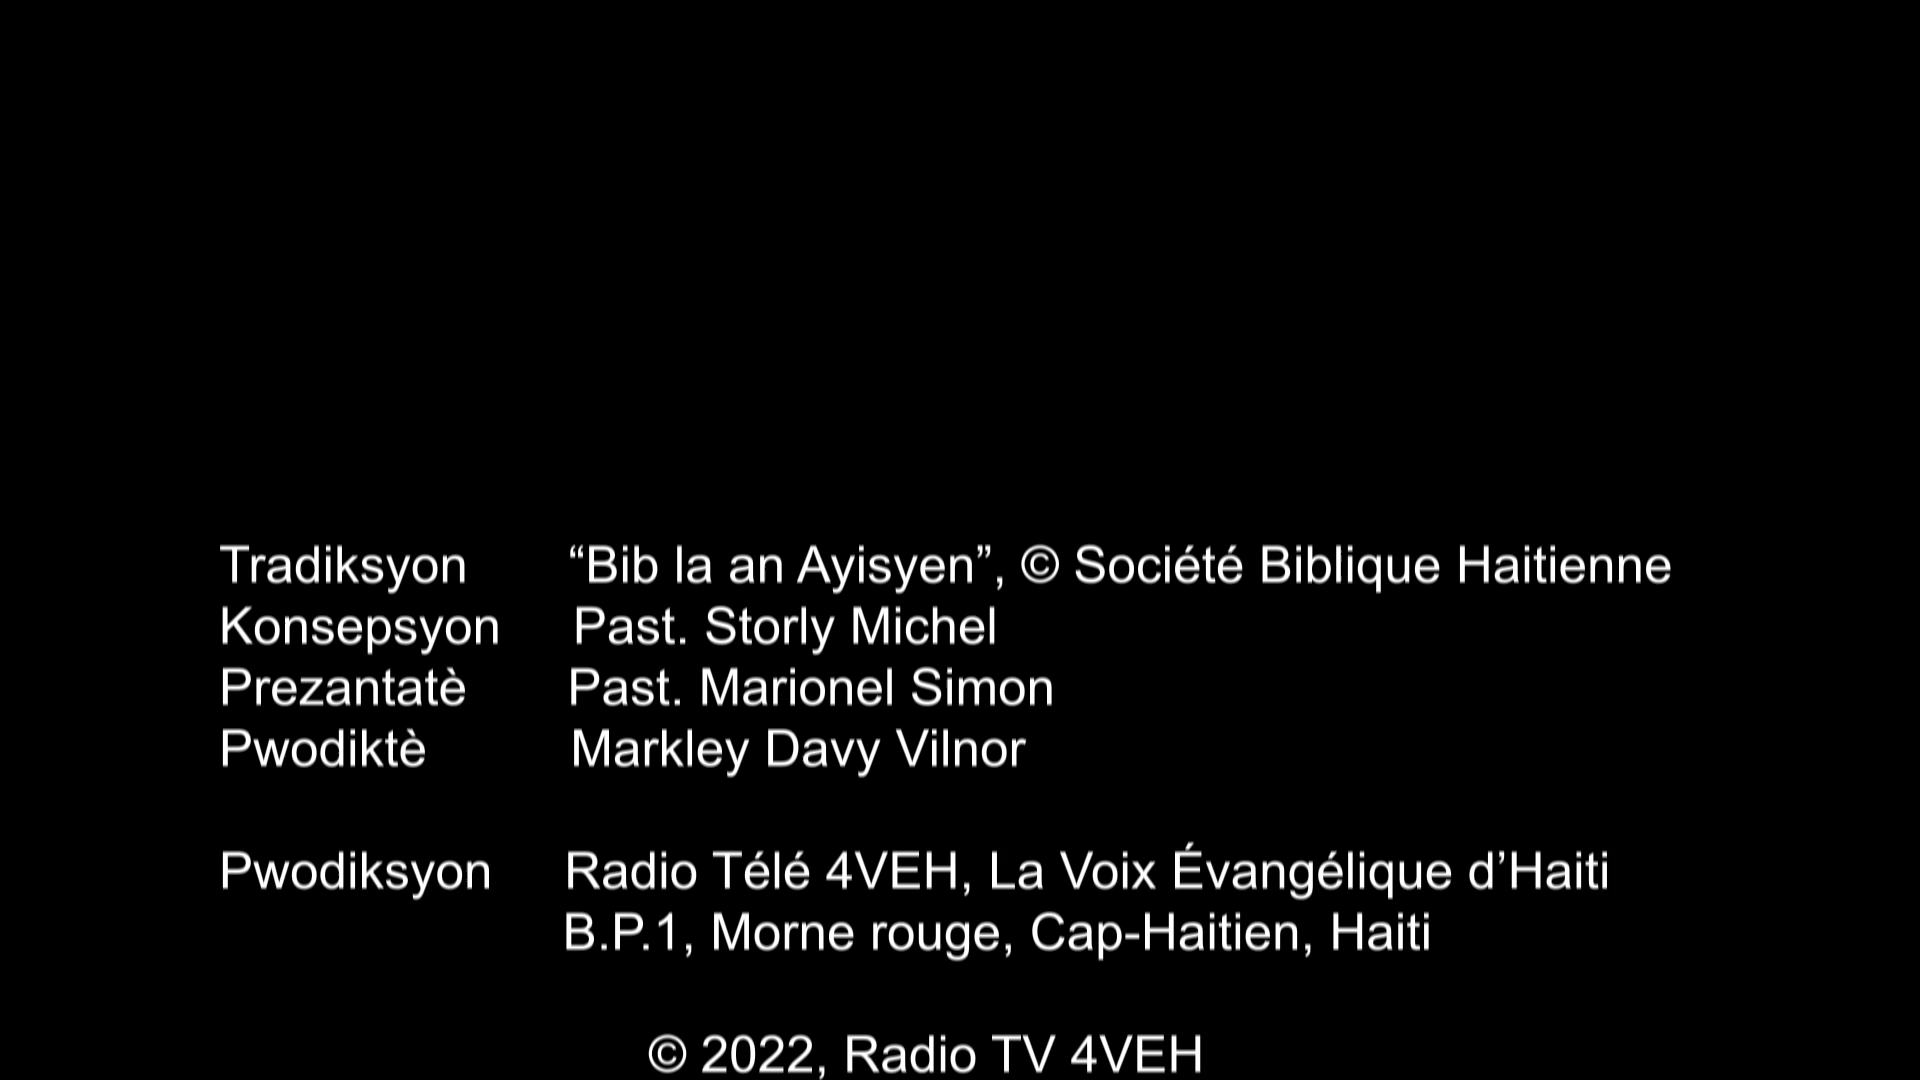 Tradiksyon “Bib la an Ayisyen”, © Société Biblique Haitienne
Konsepsyon Past. Storly Michel
Prezantatè Past. Marionel Simon
Pwodiktè Markley Davy Vilnor
Pwodiksyon Radio Télé 4VEH, La Voix Évangélique d’Haiti
B.P.1, Morne rouge, Cap-Haitien, Haiti
© 2022, Radio TV 4VEH